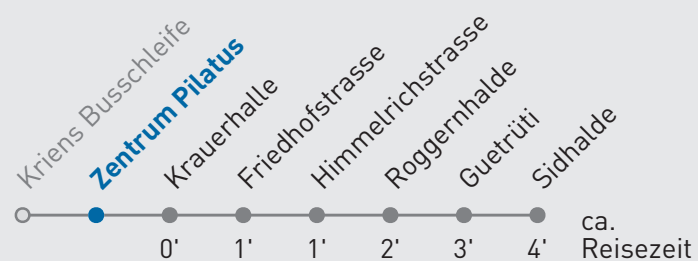 Kriens Busschleife
Zentrum Pilatus
Krauerhalle
Friedhofstrasse
Himmelrichstrasse
Roggernhalde
Guetrüti
Sidhalde
0' 1' 1' 2' 3' 4' ca.
Reisezeit